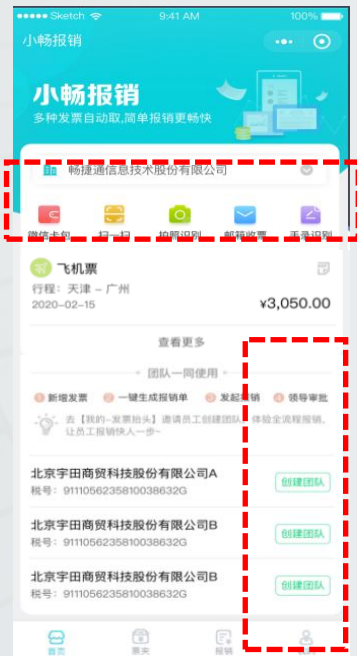 Sketch 9:41 AM 100%
小畅报销
小畅报销
多种发票自动取,简单报销更畅快
畅捷通信息技术股份有限公司
微信卡包 扫一扫 拍照识别 邮箱收票 手录识别
飞机票
行程：天津 – 广州
2020-02-15 ¥3,050.00
查看更多
团队一同使用
1 新增发票 2 一键生成报销单 3 发起报销 4 领导审批
去【我的-发票抬头】邀请员工创建团队，体验全流程报销，
让员工报销快人一步~
北京宇田商贸科技股份有限公司A
税号：9111056235810038632G 创建团队
北京宇田商贸科技股份有限公司B
税号：9111056235810038632G 创建团队
北京宇田商贸科技股份有限公司B
税号：9111056235810038632G 创建团队
首页 票夹 报销